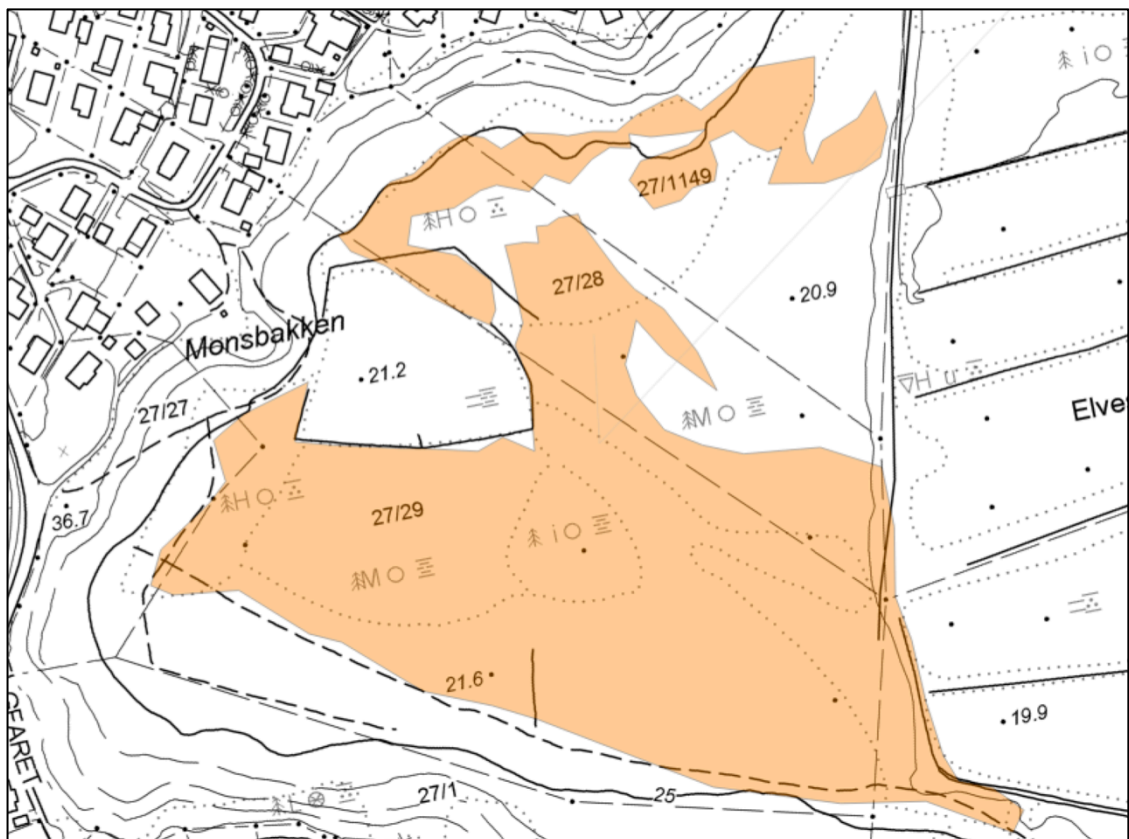 i O
27/1149
H O
27/28
20.9
Monsbakken
21.2
H u
M O
Elve
27/27
H O
27/29
36.7
i O
M O
21.6
19.9
GEARET
27/1
25
L